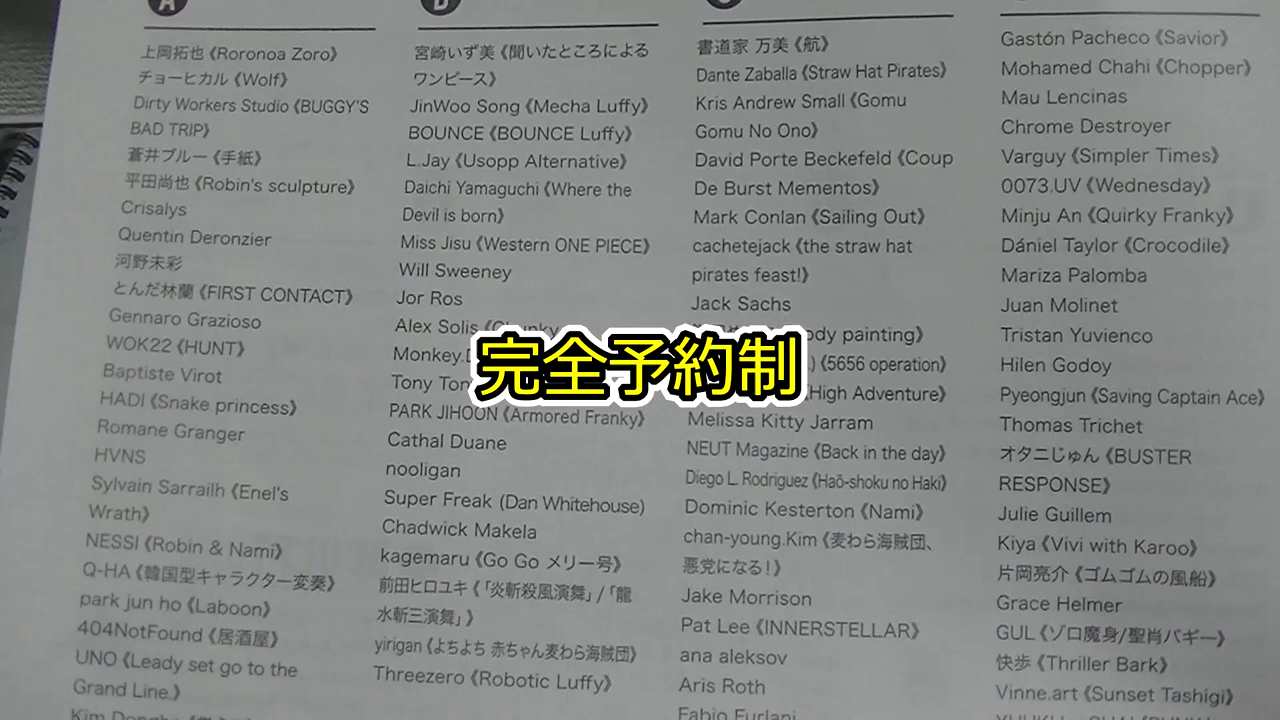 A
上岡拓也《Roronoa Zoro》
チョーヒカル《Wolf》
Dirty Workers Studio《BUGGY'S
BAD TRIP》
蒼井ブルー《手紙》
平田尚也《Robin's sculpture》
Crisalys
Quentin Deronzier
河野未彩
とんだ林蘭《FIRST CONTACT》
Gennaro Grazioso
WOK22《HUNT》
Baptiste Virot
HADI《Snake princess》
Romane Granger
HVNS
Sylvain Sarrailh《Enel's
Wrath》
NESSI《Robin & Nami》
Q-HA《韓国型キャラクター変奏》
park jun ho《Laboon》
404NotFound《居酒屋》
UNO《Leady set go to the
Grand Line.》
B
宮崎いず美《聞いたところによる
ワンピース》
JinWoo Song《Mecha Luffy》
BOUNCE《BOUNCE Luffy》
L.Jay《Usopp Alternative》
Daichi Yamaguchi《Where the
Devil is born》
Miss Jisu《Western ONE PIECE》
Will Sweeney
Jor Ros
Alex Solis
Tony
PARK JIHOON《Armored Franky》
Cathal Duane
nooligan
Super Freak (Dan Whitehouse)
Chadwick Makela
kagemaru《Go Go メリー号》
前田ヒロユキ《「炎斬殺風演舞」/「龍
水斬三演舞」》
yirigan《よちよち 赤ちゃん麦わら海賊団》
Threezero《Robotic Luffy》
書道家 万美《航》
Dante Zaballa《Straw Hat Pirates》
Kris Andrew Small《Gomu
Gomu No Ono》
David Porte Beckefeld《Coup
De Burst Mementos》
Mark Conlan《Sailing Out》
cachetejack《the straw hat
pirates feast!》
Jack Sachs
painting》
《5656 operation》
High Adventure》
Melissa Kitty Jarram
NEUT Magazine《Back in the day》
Diego L. Rodriguez《Haō-shoku no Haki》
Dominic Kesterton《Nami》
chan-young.Kim《麦わら海賊団、
悪党になる!》
Jake Morrison
Pat Lee《INNERSTELLAR》
ana aleksov
Aris Roth
Fabio Furlani
Gastón Pacheco《Savior》
Mohamed Chahi《Chopper》
Mau Lencinas
Chrome Destroyer
Varguy《Simpler Times》
0073.UV《Wednesday》
Minju An《Quirky Franky》
Dániel Taylor《Crocodile》
Mariza Palomba
Juan Molinet
Tristan Yuvienco
Hilen Godoy
Pyeongjun《Saving Captain Ace》
Thomas Trichet
オタニじゅん《BUSTER
RESPONSE》
Julie Guillem
Kiya《Vivi with Karoo》
片岡亮介《ゴムゴムの風船》
Grace Helmer
GUL《ゾロ魔身/聖肖バギー》
快歩《Thriller Bark》
Vinne.art《Sunset Tashigi》
完全予約制